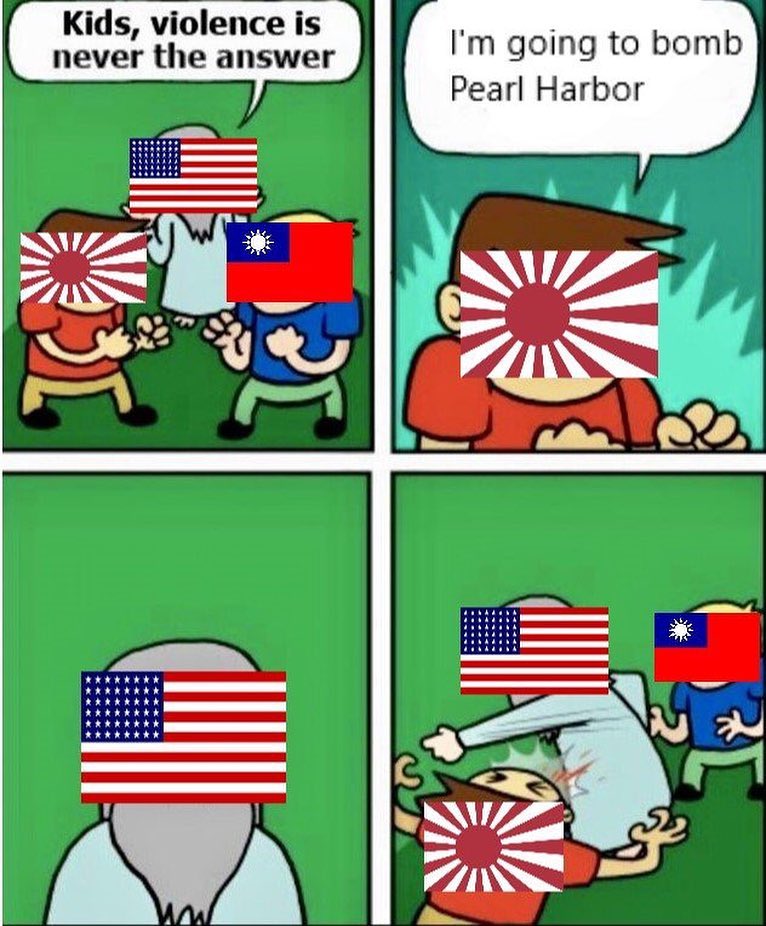 Kids, violence is
never the answer
I'm going to bomb
Pearl Harbor